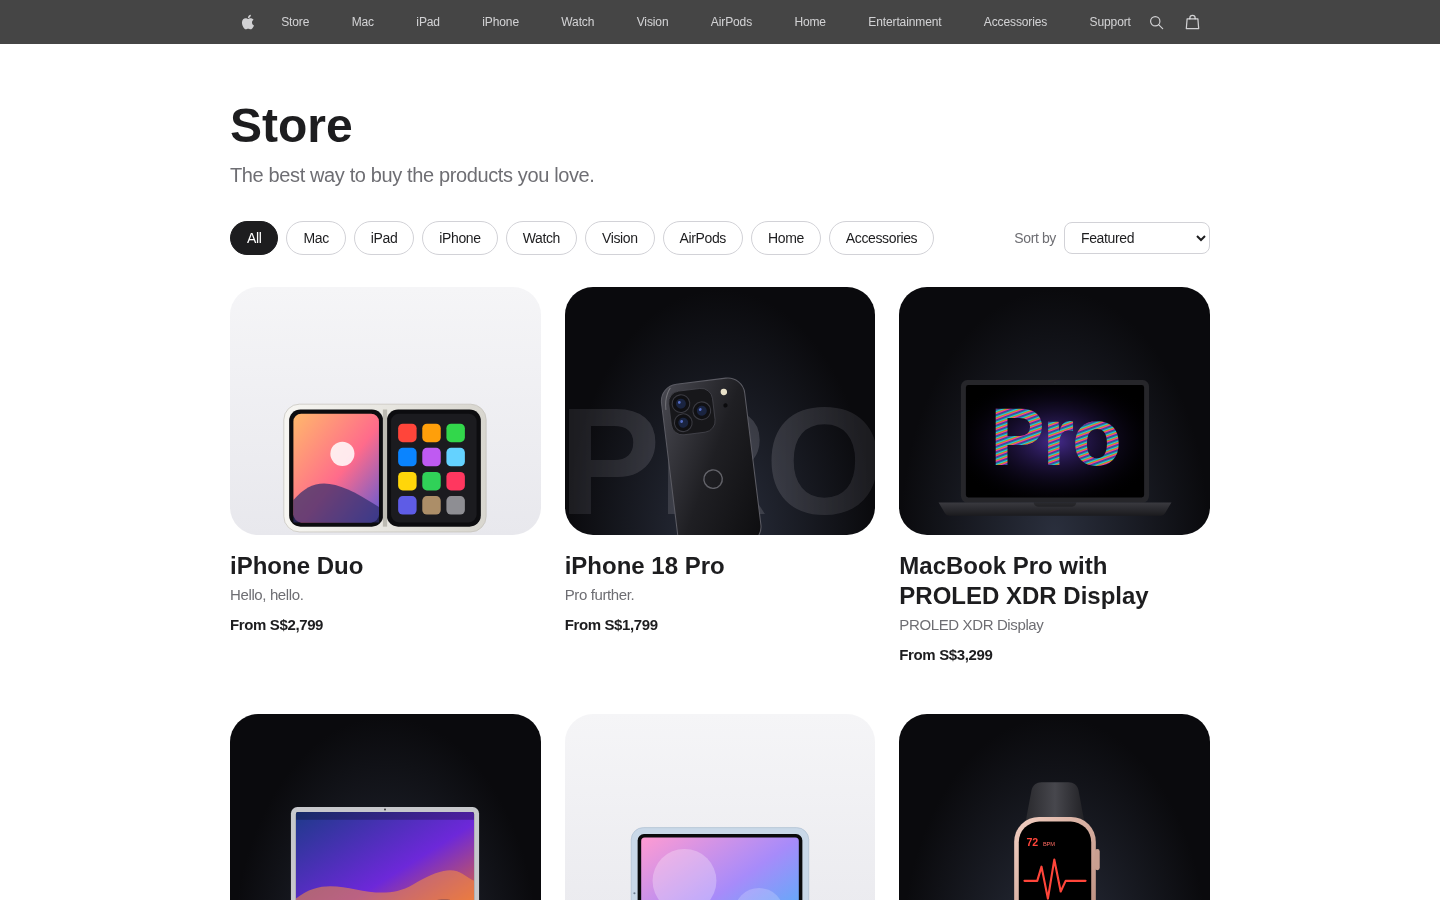 Store Mac iPad iPhone Watch Vision AirPods Home Entertainment Accessories Support
Store
The best way to buy the products you love.
All Mac iPad iPhone Watch Vision AirPods Home Accessories Sort by Featured
PRO
Pro
iPhone Duo
Hello, hello.
From S$2,799
iPhone 18 Pro
Pro further.
From S$1,799
MacBook Pro with
PROLED XDR Display
PROLED XDR Display
From S$3,299
72 BPM